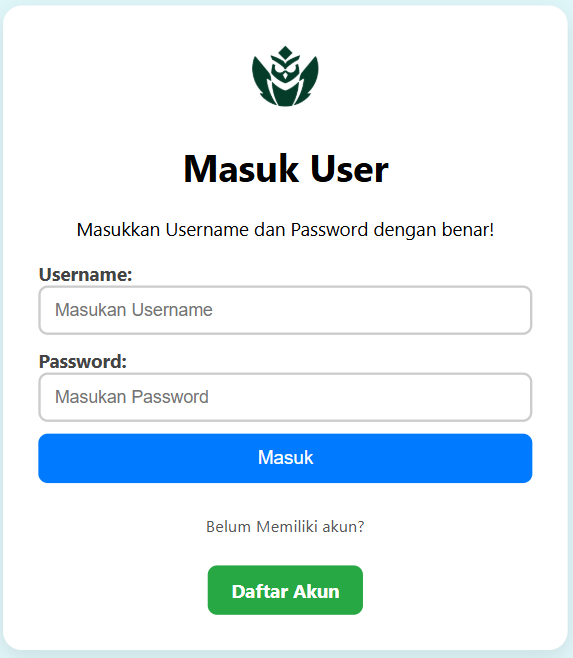 Masuk User
Masukkan Username dan Password dengan benar!
Username:
Masukan Username
Password:
Masukan Password
Masuk
Belum Memiliki akun?
Daftar Akun